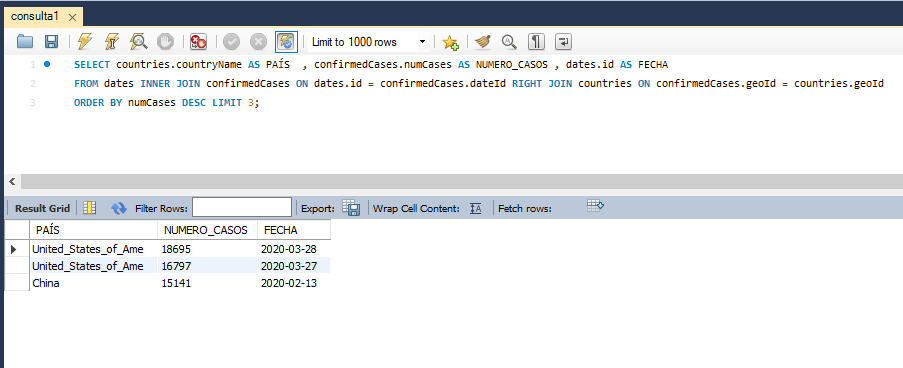 consulta1
Limit to 1000 rows
1 SELECT countries.countryName AS PAÍS , confirmedCases.numCases AS NUMERO_CASOS , dates.id AS FECHA
2 FROM dates INNER JOIN confirmedCases ON dates.id = confirmedCases.dateId RIGHT JOIN countries ON confirmedCases.geoId = countries.geoId
3 ORDER BY numCases DESC LIMIT 3;
Result Grid Filter Rows: Export: Wrap Cell Content: Fetch rows:
PAÍS NUMERO_CASOS FECHA
United_States_of_Ame 18695 2020-03-28
United_States_of_Ame 16797 2020-03-27
China 15141 2020-02-13